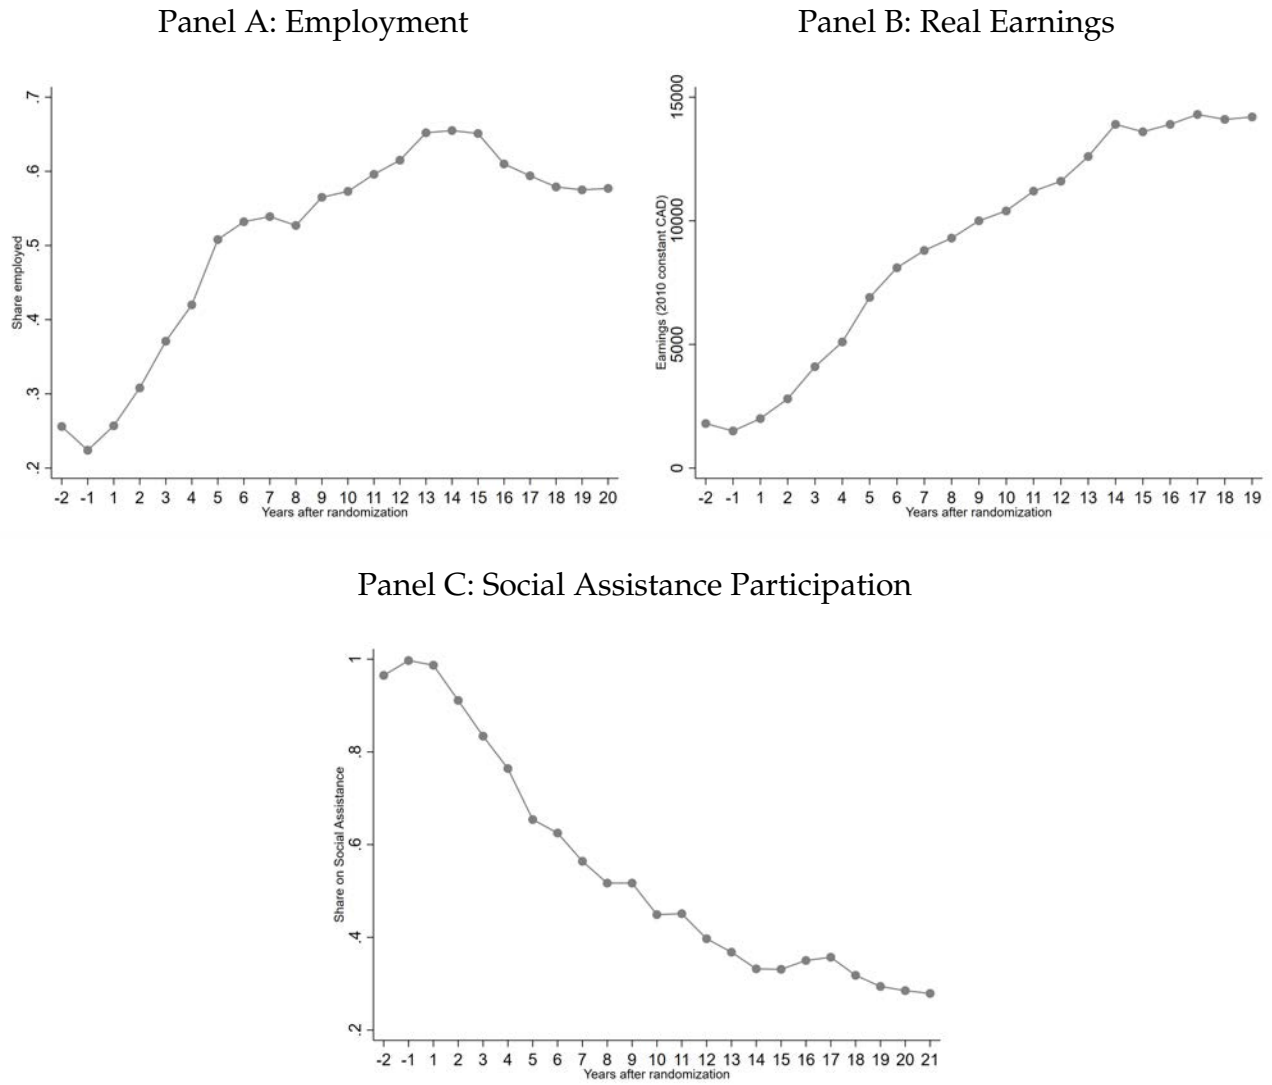 Panel A: Employment
Share employed
.7
.6
.5
.4
.3
.2
-2 -1 1 2 3 4 5 6 7 8 9 10 11 12 13 14 15 16 17 18 19 20
Years after randomization
Panel B: Real Earnings
Earnings (2010 constant CAD)
15000
10000
5000
0
-2 -1 1 2 3 4 5 6 7 8 9 10 11 12 13 14 15 16 17 18 19
Years after randomization
Panel C: Social Assistance Participation
Share on Social Assistance
1
.8
.6
.4
.2
-2 -1 1 2 3 4 5 6 7 8 9 10 11 12 13 14 15 16 17 18 19 20 21
Years after randomization